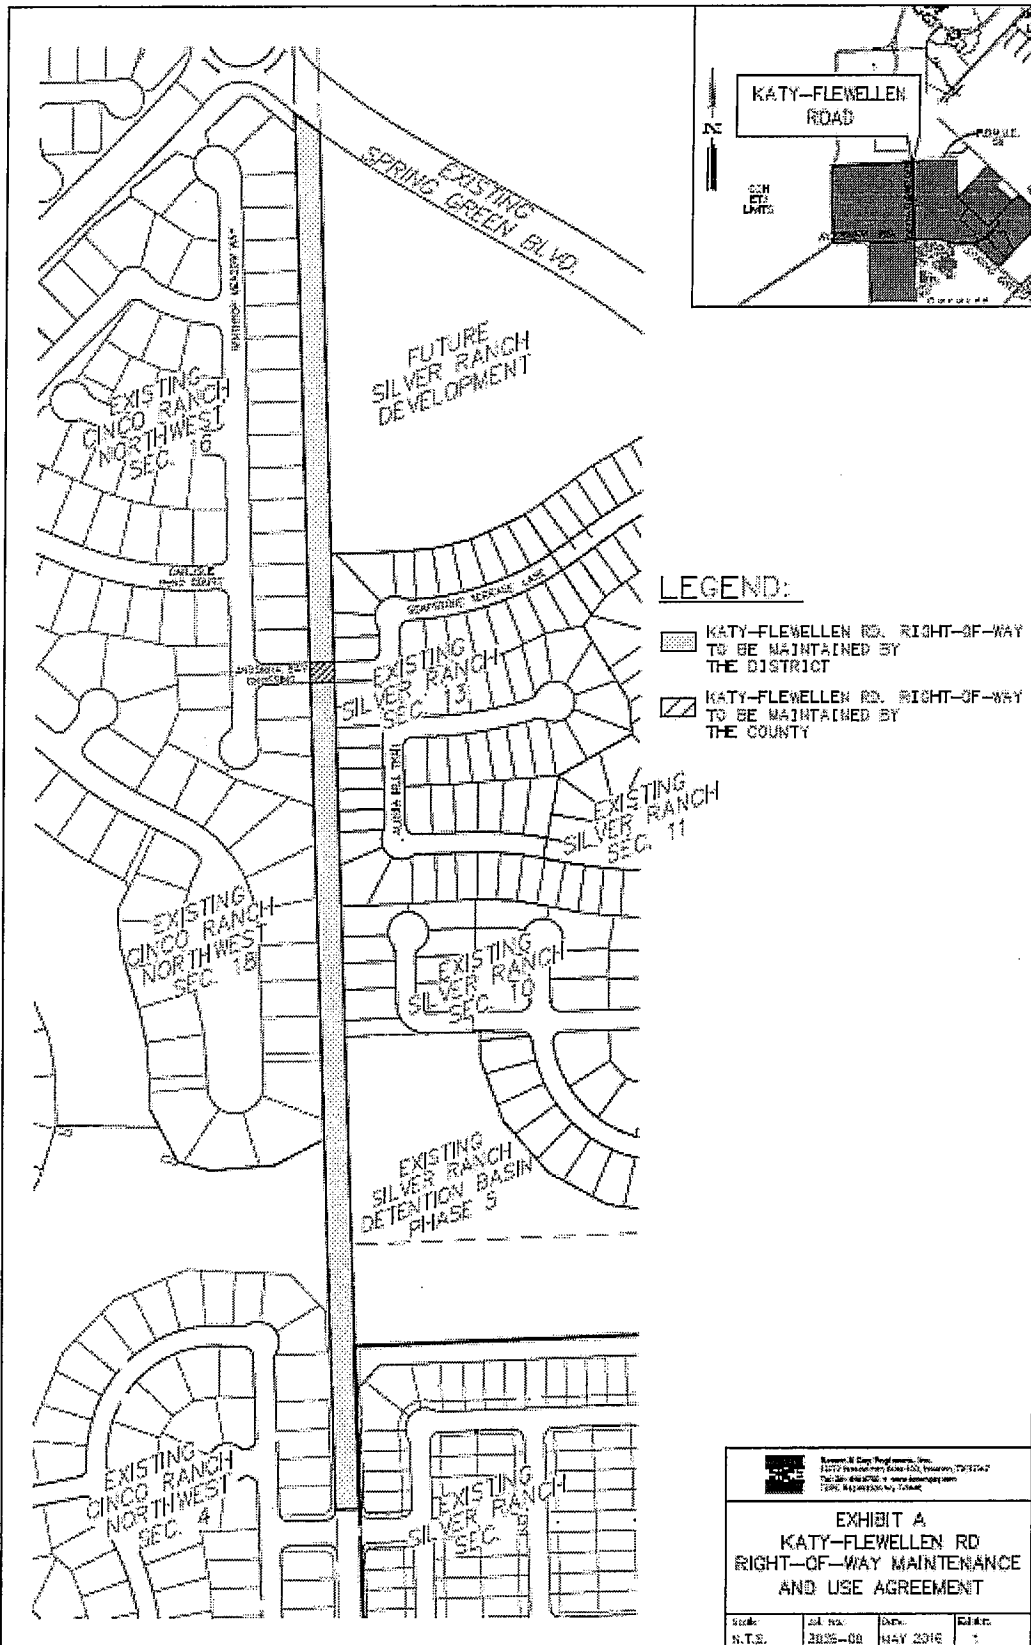 KATY-FLEWELLEN
ROAD
N
EXISTING
SPRING GREEN BLVD.
FUTURE
SILVER RANCH
DEVELOPMENT
EXISTING
CINCO RANCH
NORTHWEST
SEC. 16
EXISTING
SILVER RANCH
SEC. 13
LEGEND:
KATY-FLEWELLEN RD. RIGHT-OF-WAY
TO BE MAINTAINED BY
THE DISTRICT
KATY-FLEWELLEN RD. RIGHT-OF-WAY
TO BE MAINTAINED BY
THE COUNTY
EXISTING
SILVER RANCH
SEC. 11
EXISTING
CINCO RANCH
NORTHWEST
SEC.
EXISTING
SILVER RANCH
SEC. 10
EXISTING
SILVER RANCH
DETENTION BASIN
PHASE
EXISTING
CINCO RANCH
NORTHWEST
SEC. 4
EXISTING
SILVER RANCH
SEC.
EXHIBIT A
KATY-FLEWELLEN RD
RIGHT-OF-WAY MAINTENANCE
AND USE AGREEMENT
N.T.S.
MAY 2016
1